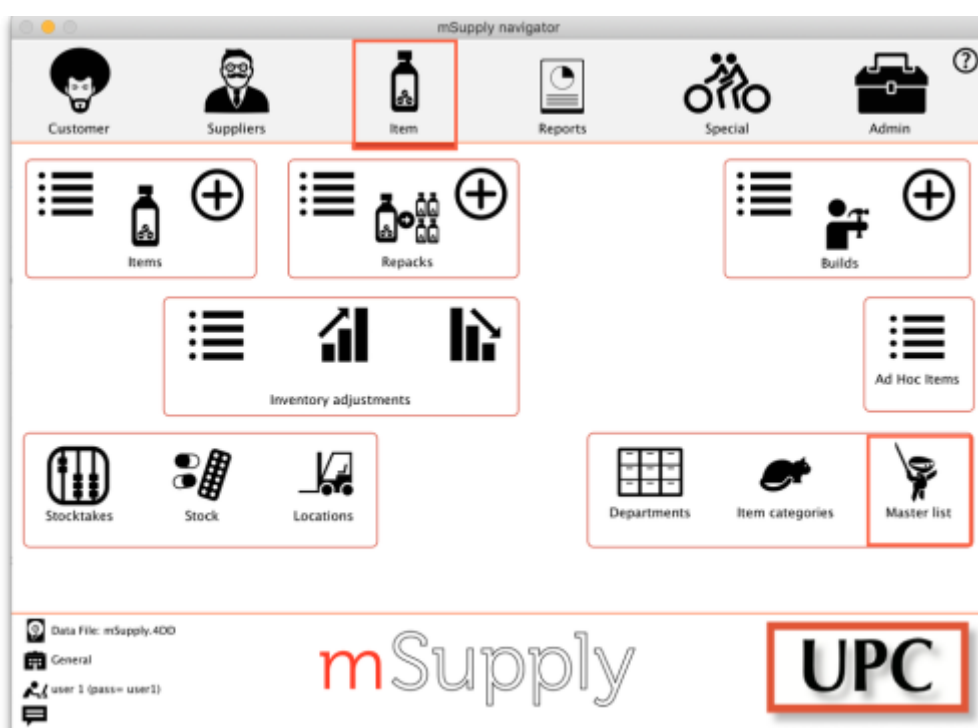 mSupply navigator
?
Customer
Suppliers
Item
Reports
Special
Admin
Items
Repacks
Builds
Inventory adjustments
Ad Hoc Items
Stocktakes
Stock
Locations
Departments
Item categories
Master list
Data File: mSupply.4DD
General
user 1 (pass= user1)
mSupply
UPC